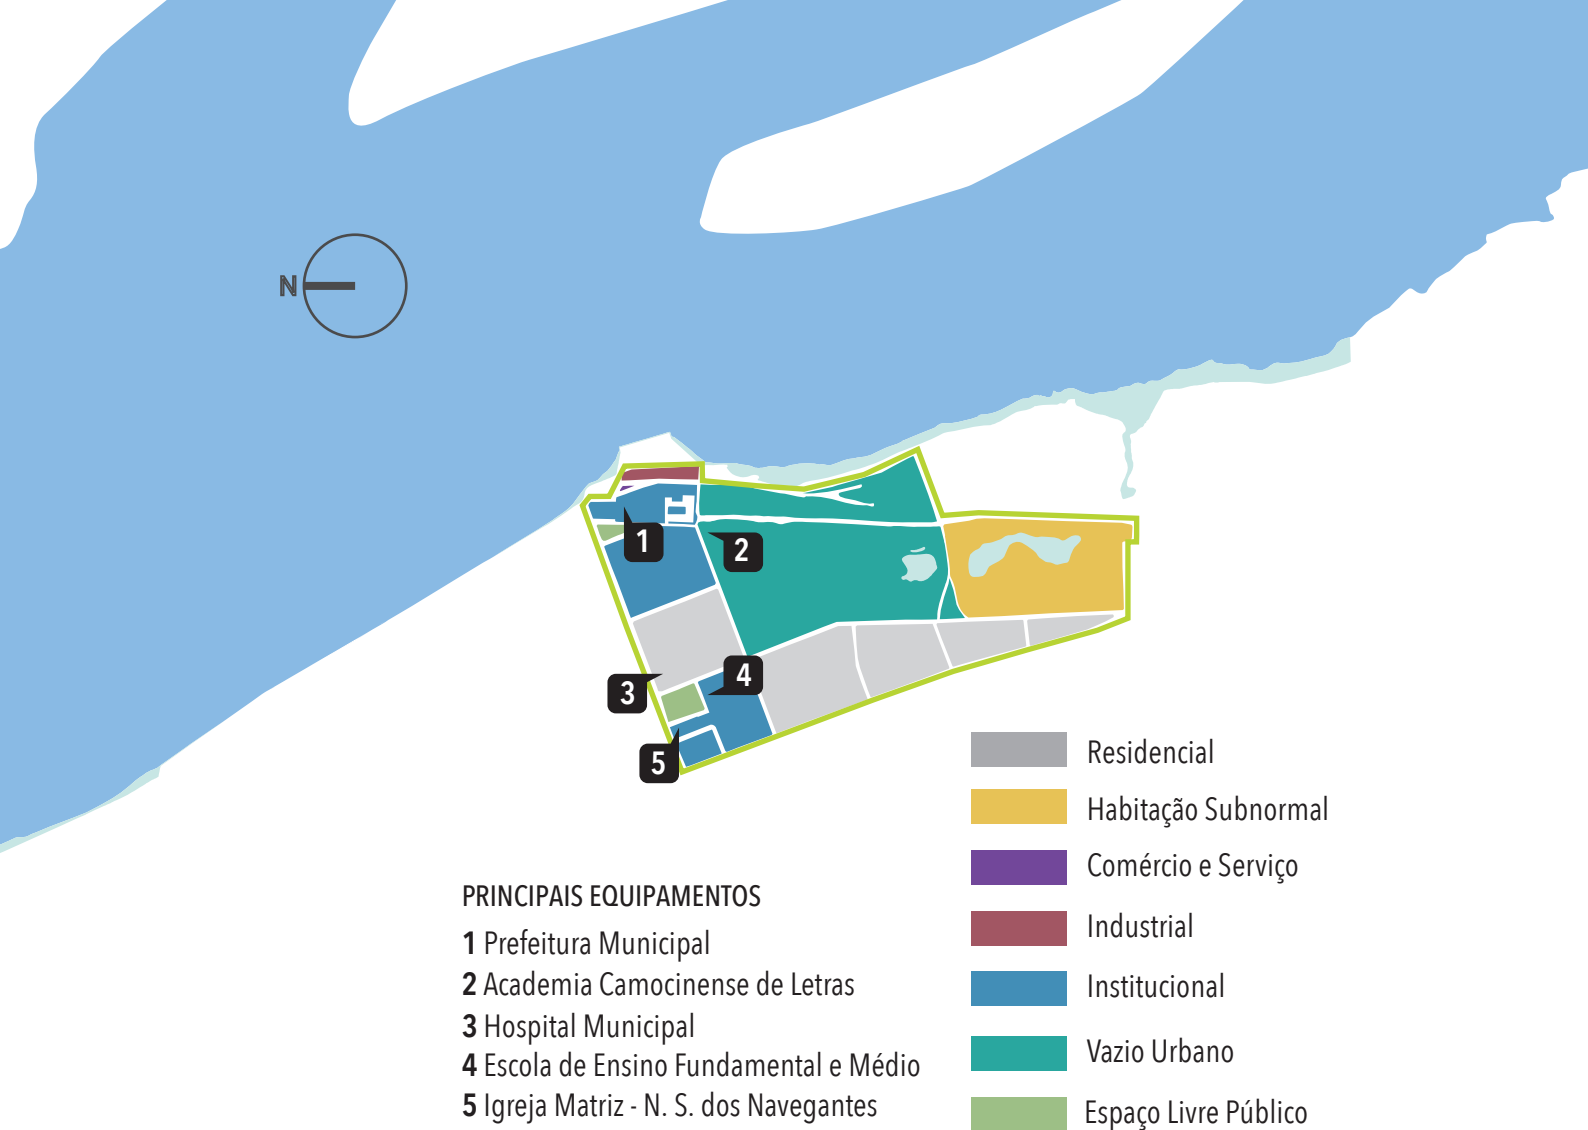 N
1
2
3
4
5
PRINCIPAIS EQUIPAMENTOS
1 Prefeitura Municipal
2 Academia Camocinense de Letras
3 Hospital Municipal
4 Escola de Ensino Fundamental e Médio
5 Igreja Matriz - N. S. dos Navegantes
Residencial
Habitação Subnormal
Comércio e Serviço
Industrial
Institucional
Vazio Urbano
Espaço Livre Público